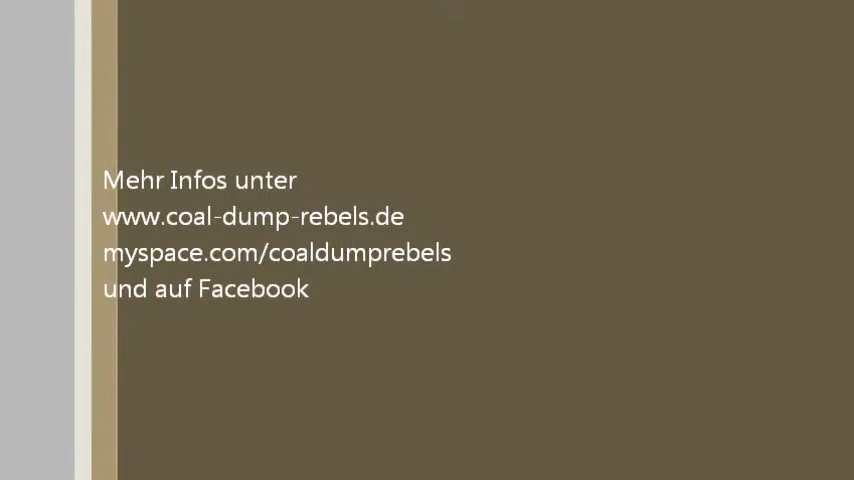 Mehr Infos unter
www.coal-dump-rebels.de
myspace.com/coaldumprebels
und auf Facebook